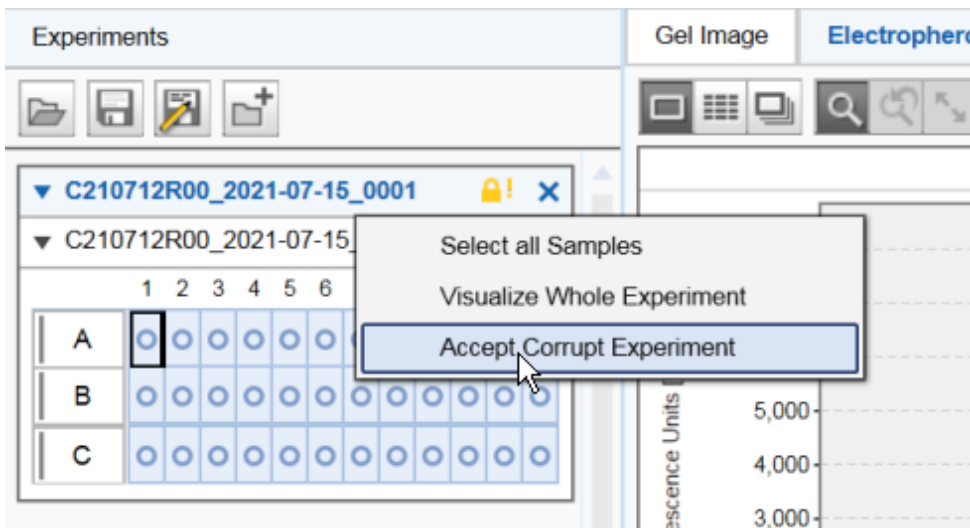 Experiments
Gel Image
Electrophero
C210712R00_2021-07-15_0001
C210712R00_2021-07-15_
Select all Samples
Visualize Whole Experiment
Accept Corrupt Experiment
1 2 3 4 5 6
A
B
C
escence Units
5,000
4,000
3,000